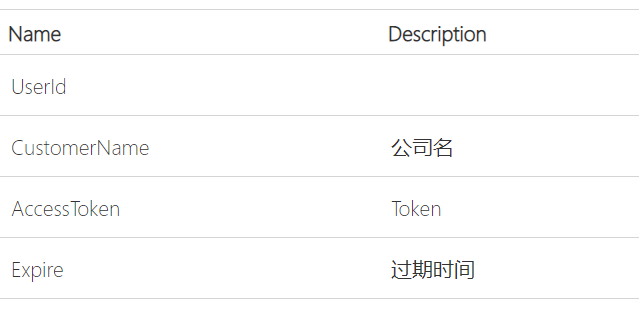 Name Description
UserId
CustomerName 公司名
AccessToken Token
Expire 过期时间